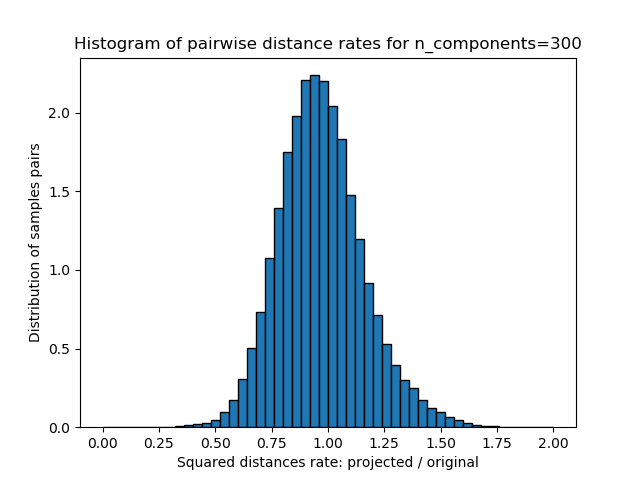 Histogram of pairwise distance rates for n_components=300
2.0
1.5
1.0
0.5
0.0
Distribution of samples pairs
0.00 0.25 0.50 0.75 1.00 1.25 1.50 1.75 2.00
Squared distances rate: projected / original